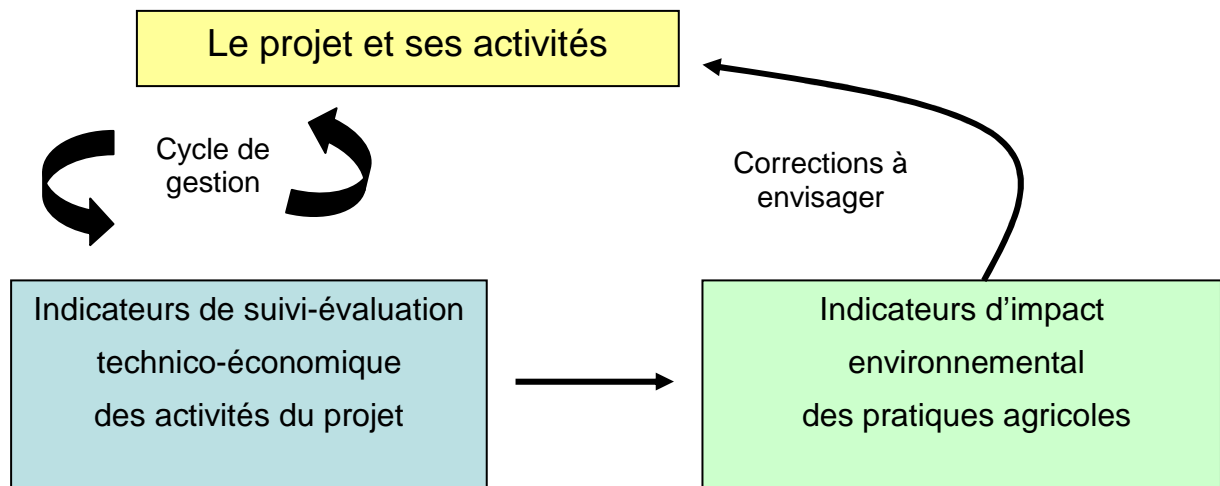 Le projet et ses activités
Cycle de
gestion
Corrections à
envisager
Indicateurs de suivi-évaluation
technico-économique
des activités du projet
Indicateurs d'impact
environnemental
des pratiques agricoles